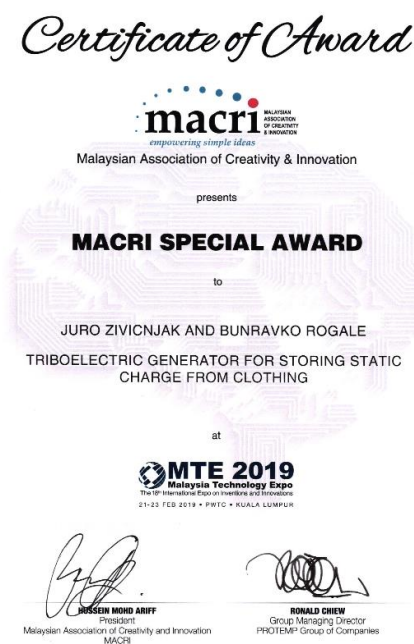 Certificate of Award
macri
MALAYSIAN
ASSOCIATION
OF CREATIVITY
& INNOVATION
empowering simple ideas
Malaysian Association of Creativity & Innovation
presents
MACRI SPECIAL AWARD
to
JURO ZIVICNJAK AND BUNRAVKO ROGALE
TRIBOELECTRIC GENERATOR FOR STORING STATIC
CHARGE FROM CLOTHING
at
MTE 2019
Malaysia Technology Expo
The 18th International Expo on Inventions and Innovations
21-23 FEB 2019 • PWTC • KUALA LUMPUR
HUSSEIN MOHD ARIFF
President
Malaysian Association of Creativity and Innovation
MACRI
RONALD CHIEW
Group Managing Director
PROTEMP Group of Companies